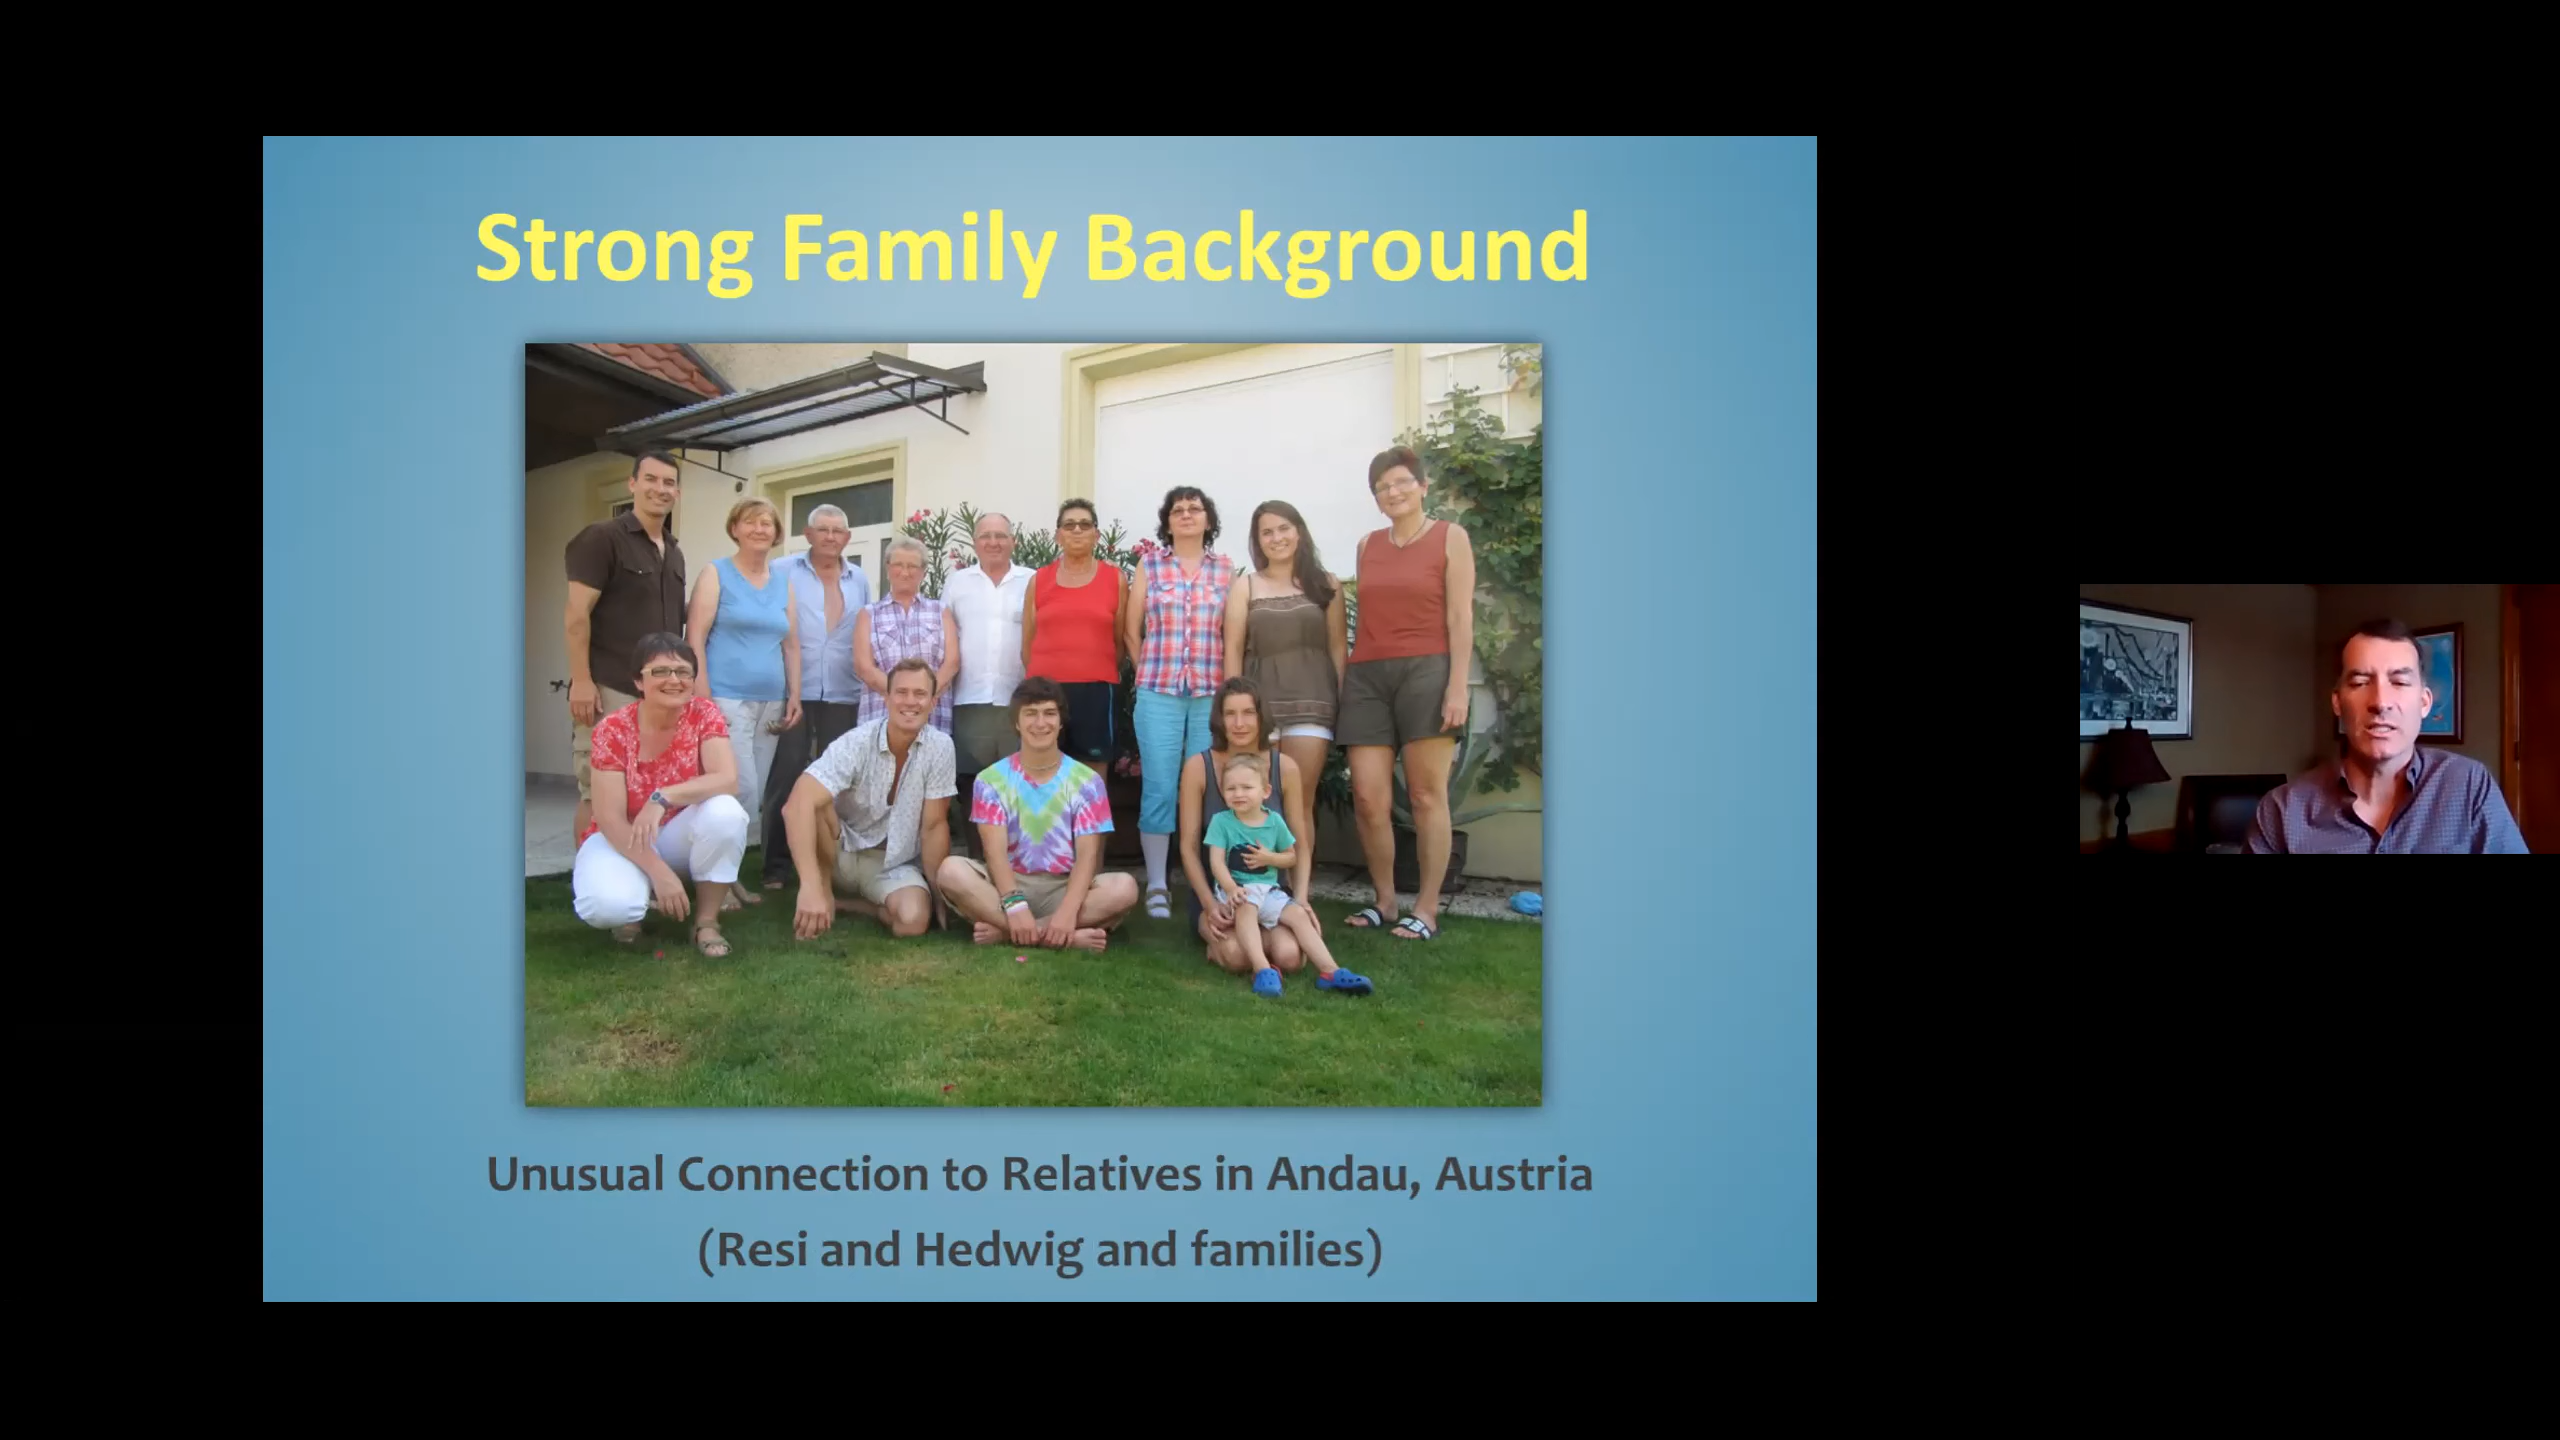 Strong Family Background
Unusual Connection to Relatives in Andau, Austria
(Resi and Hedwig and families)